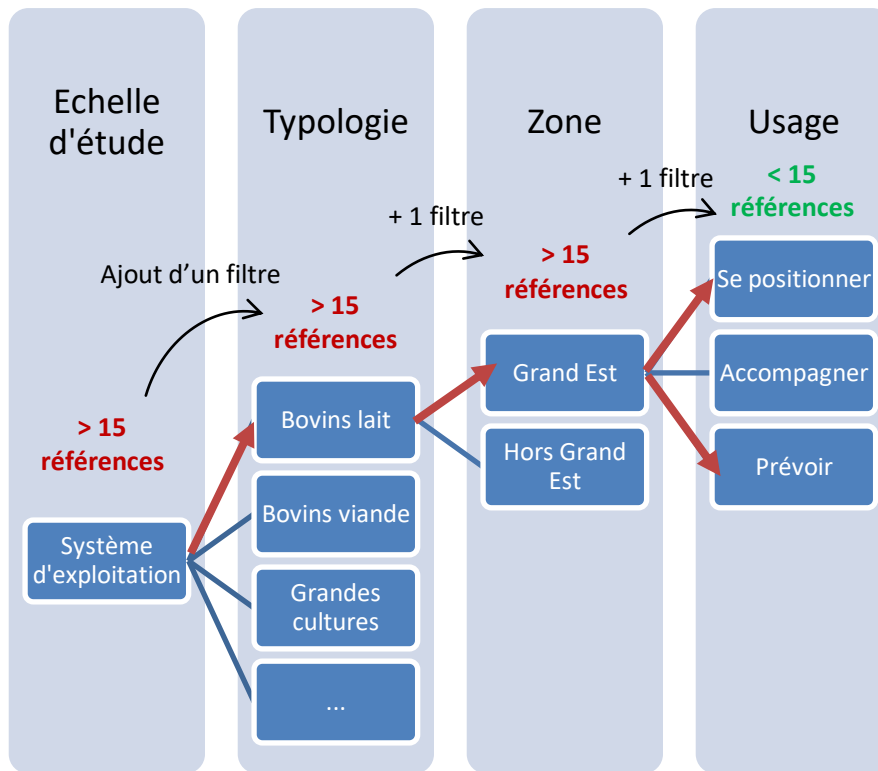 Echelle
d'étude
> 15
références
Système
d'exploitation
Ajout d’un filtre
Typologie
> 15
références
Bovins lait
Bovins viande
Grandes
cultures
...
+ 1 filtre
Zone
> 15
références
Grand Est
Hors Grand
Est
+ 1 filtre
Usage
< 15
références
Se positionner
Accompagner
Prévoir